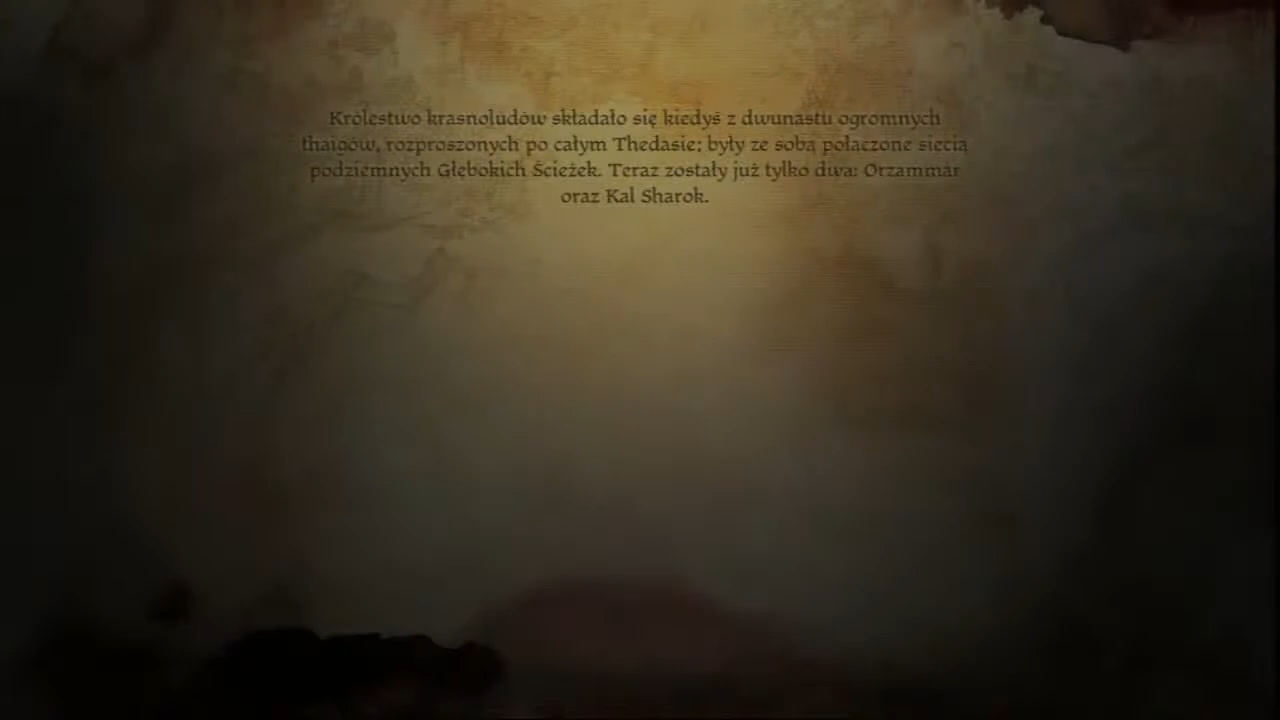 Królestwo krasnoludów składało się kiedyś z dwunastu ogromnych
thaigów, rozproszonych po całym Thedasie; były ze sobą połączone siecią
podziemnych Głębokich Ścieżek. Teraz zostały już tylko dwa: Orzammar
oraz Kal Sharok.